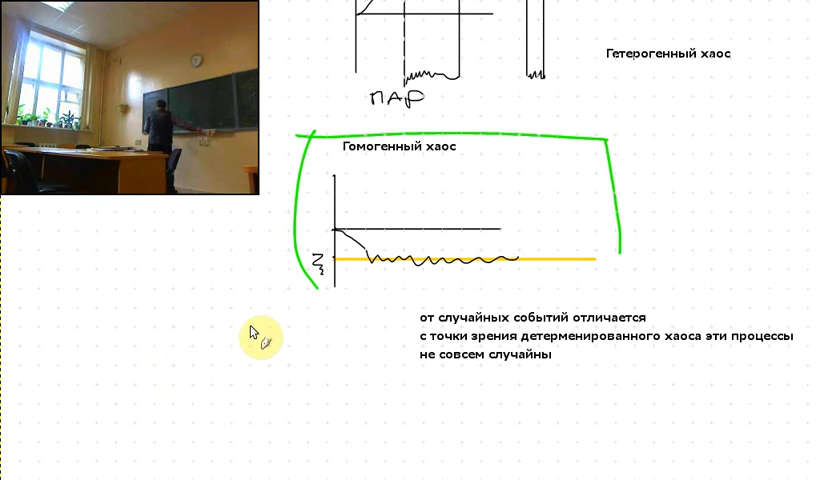 Гетерогенный хаос
ПАР
Гомогенный хаос
от случайных событий отличается
с точки зрения детерменированного хаоса эти процессы
не совсем случайны